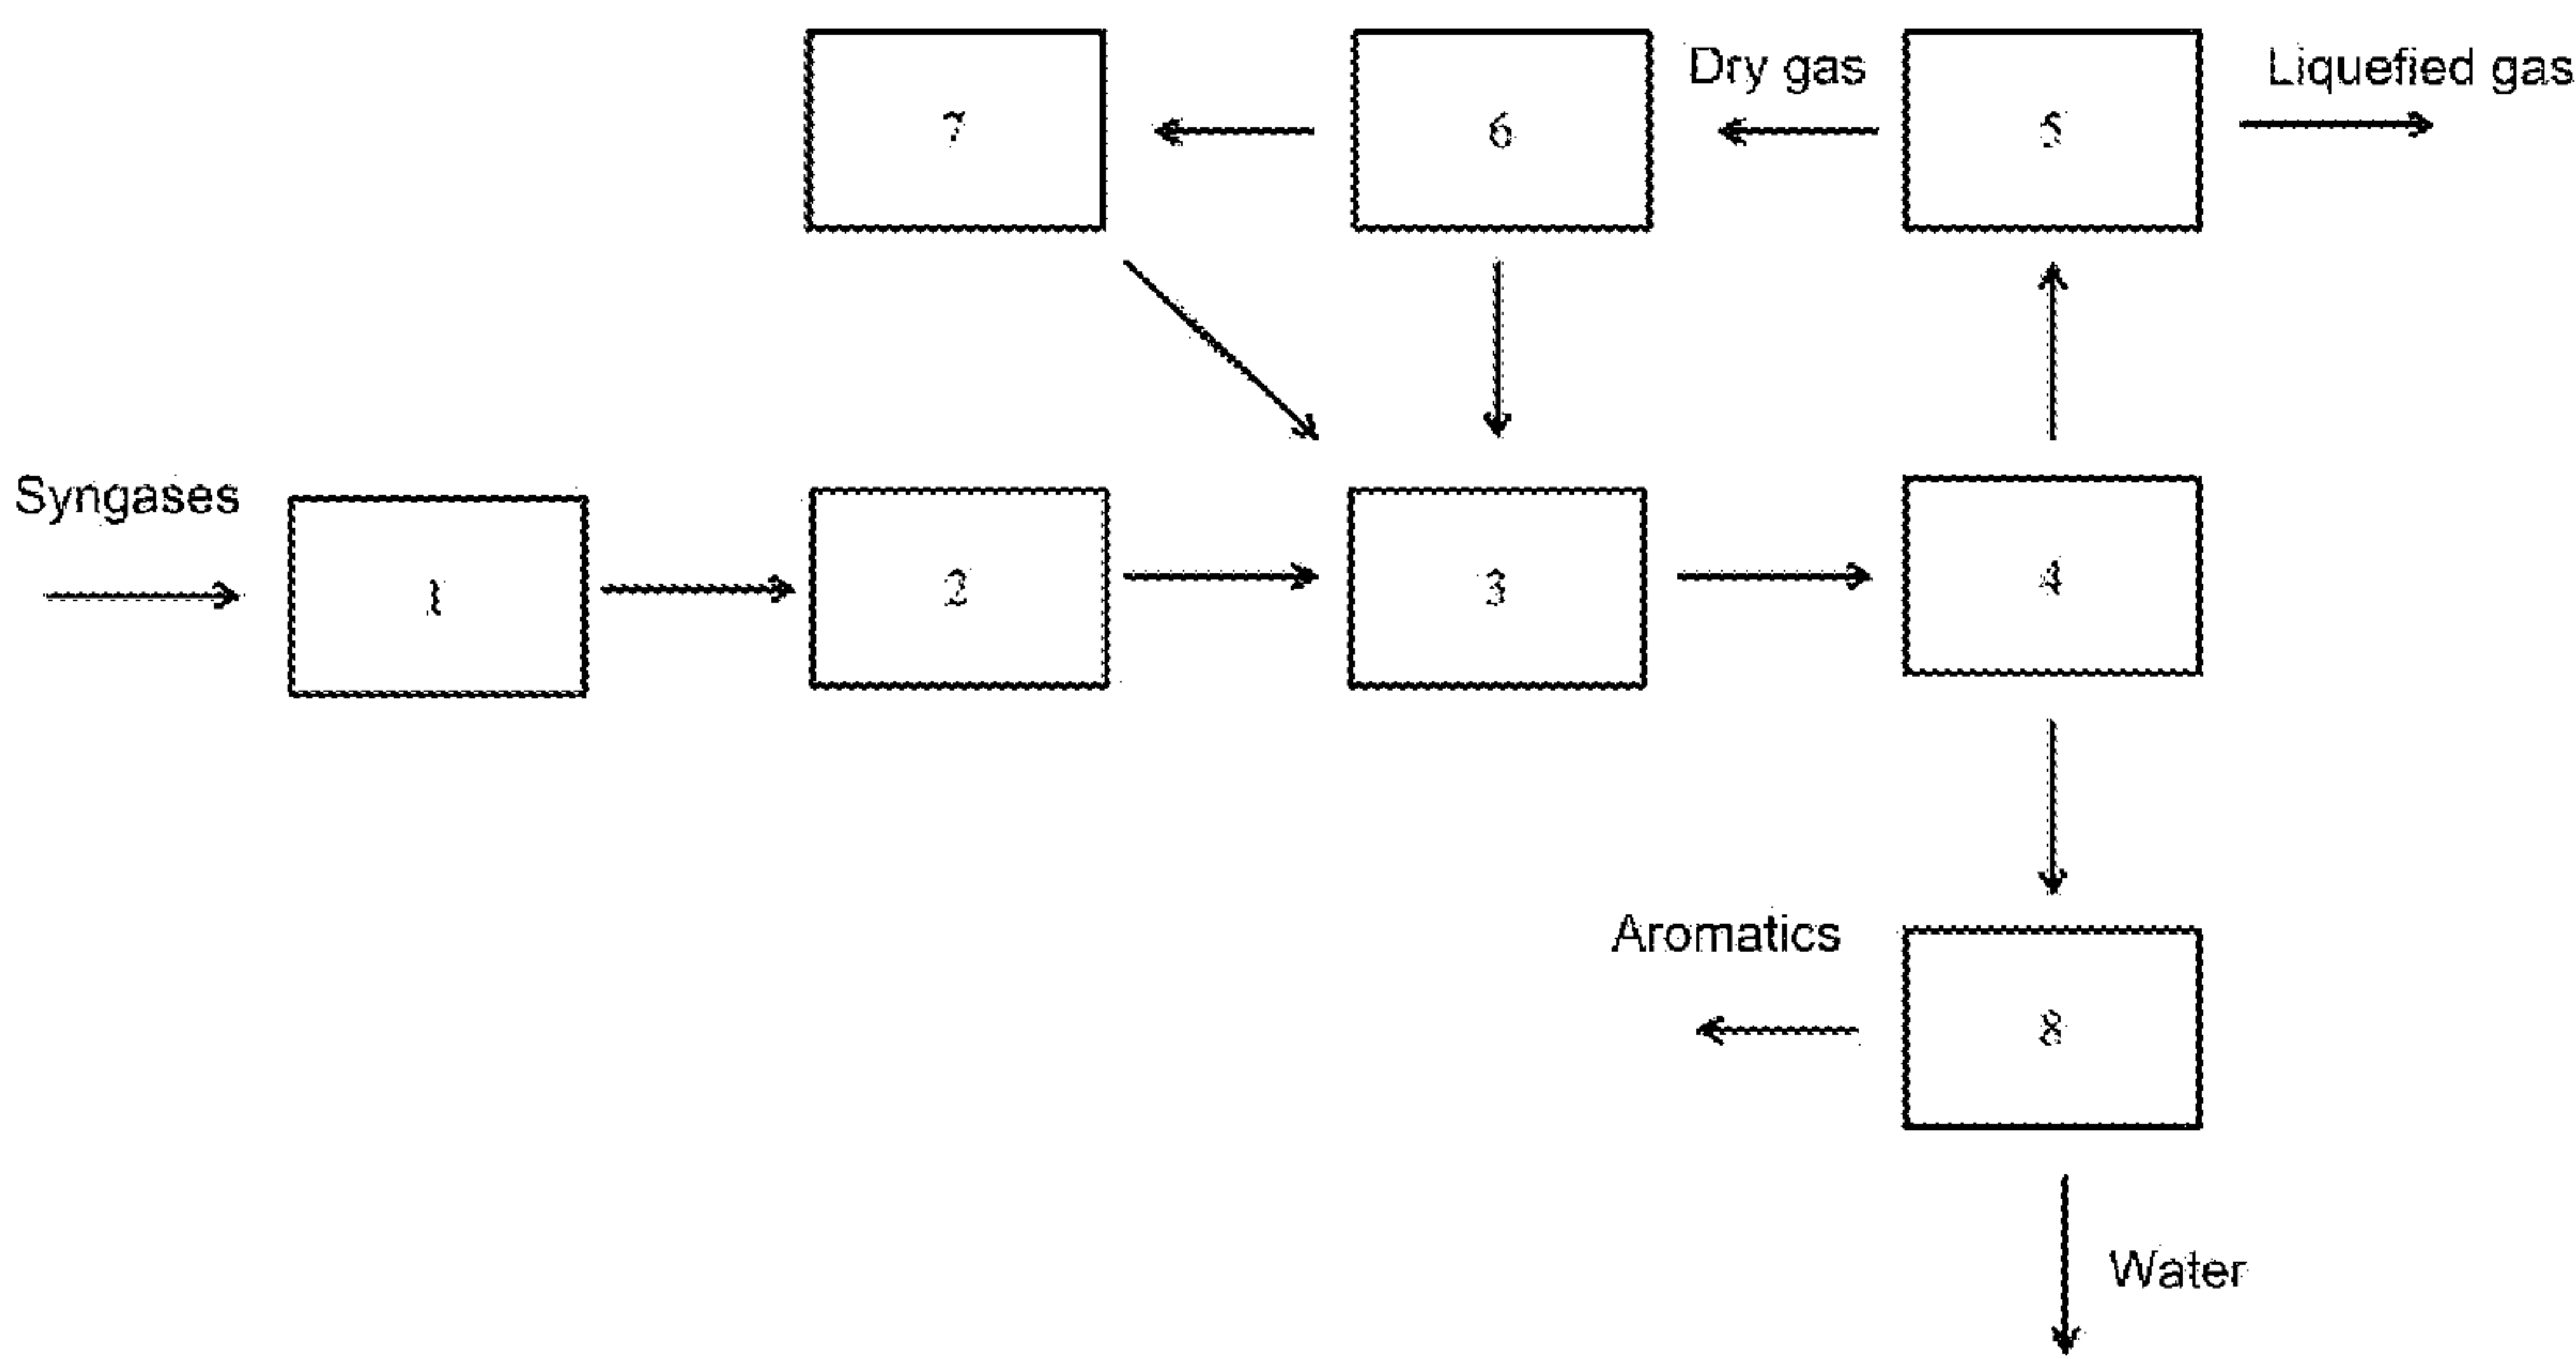 7
6
Dry gas
5
Liquefied gas
Syngases
1
2
3
4
Aromatics
8
Water